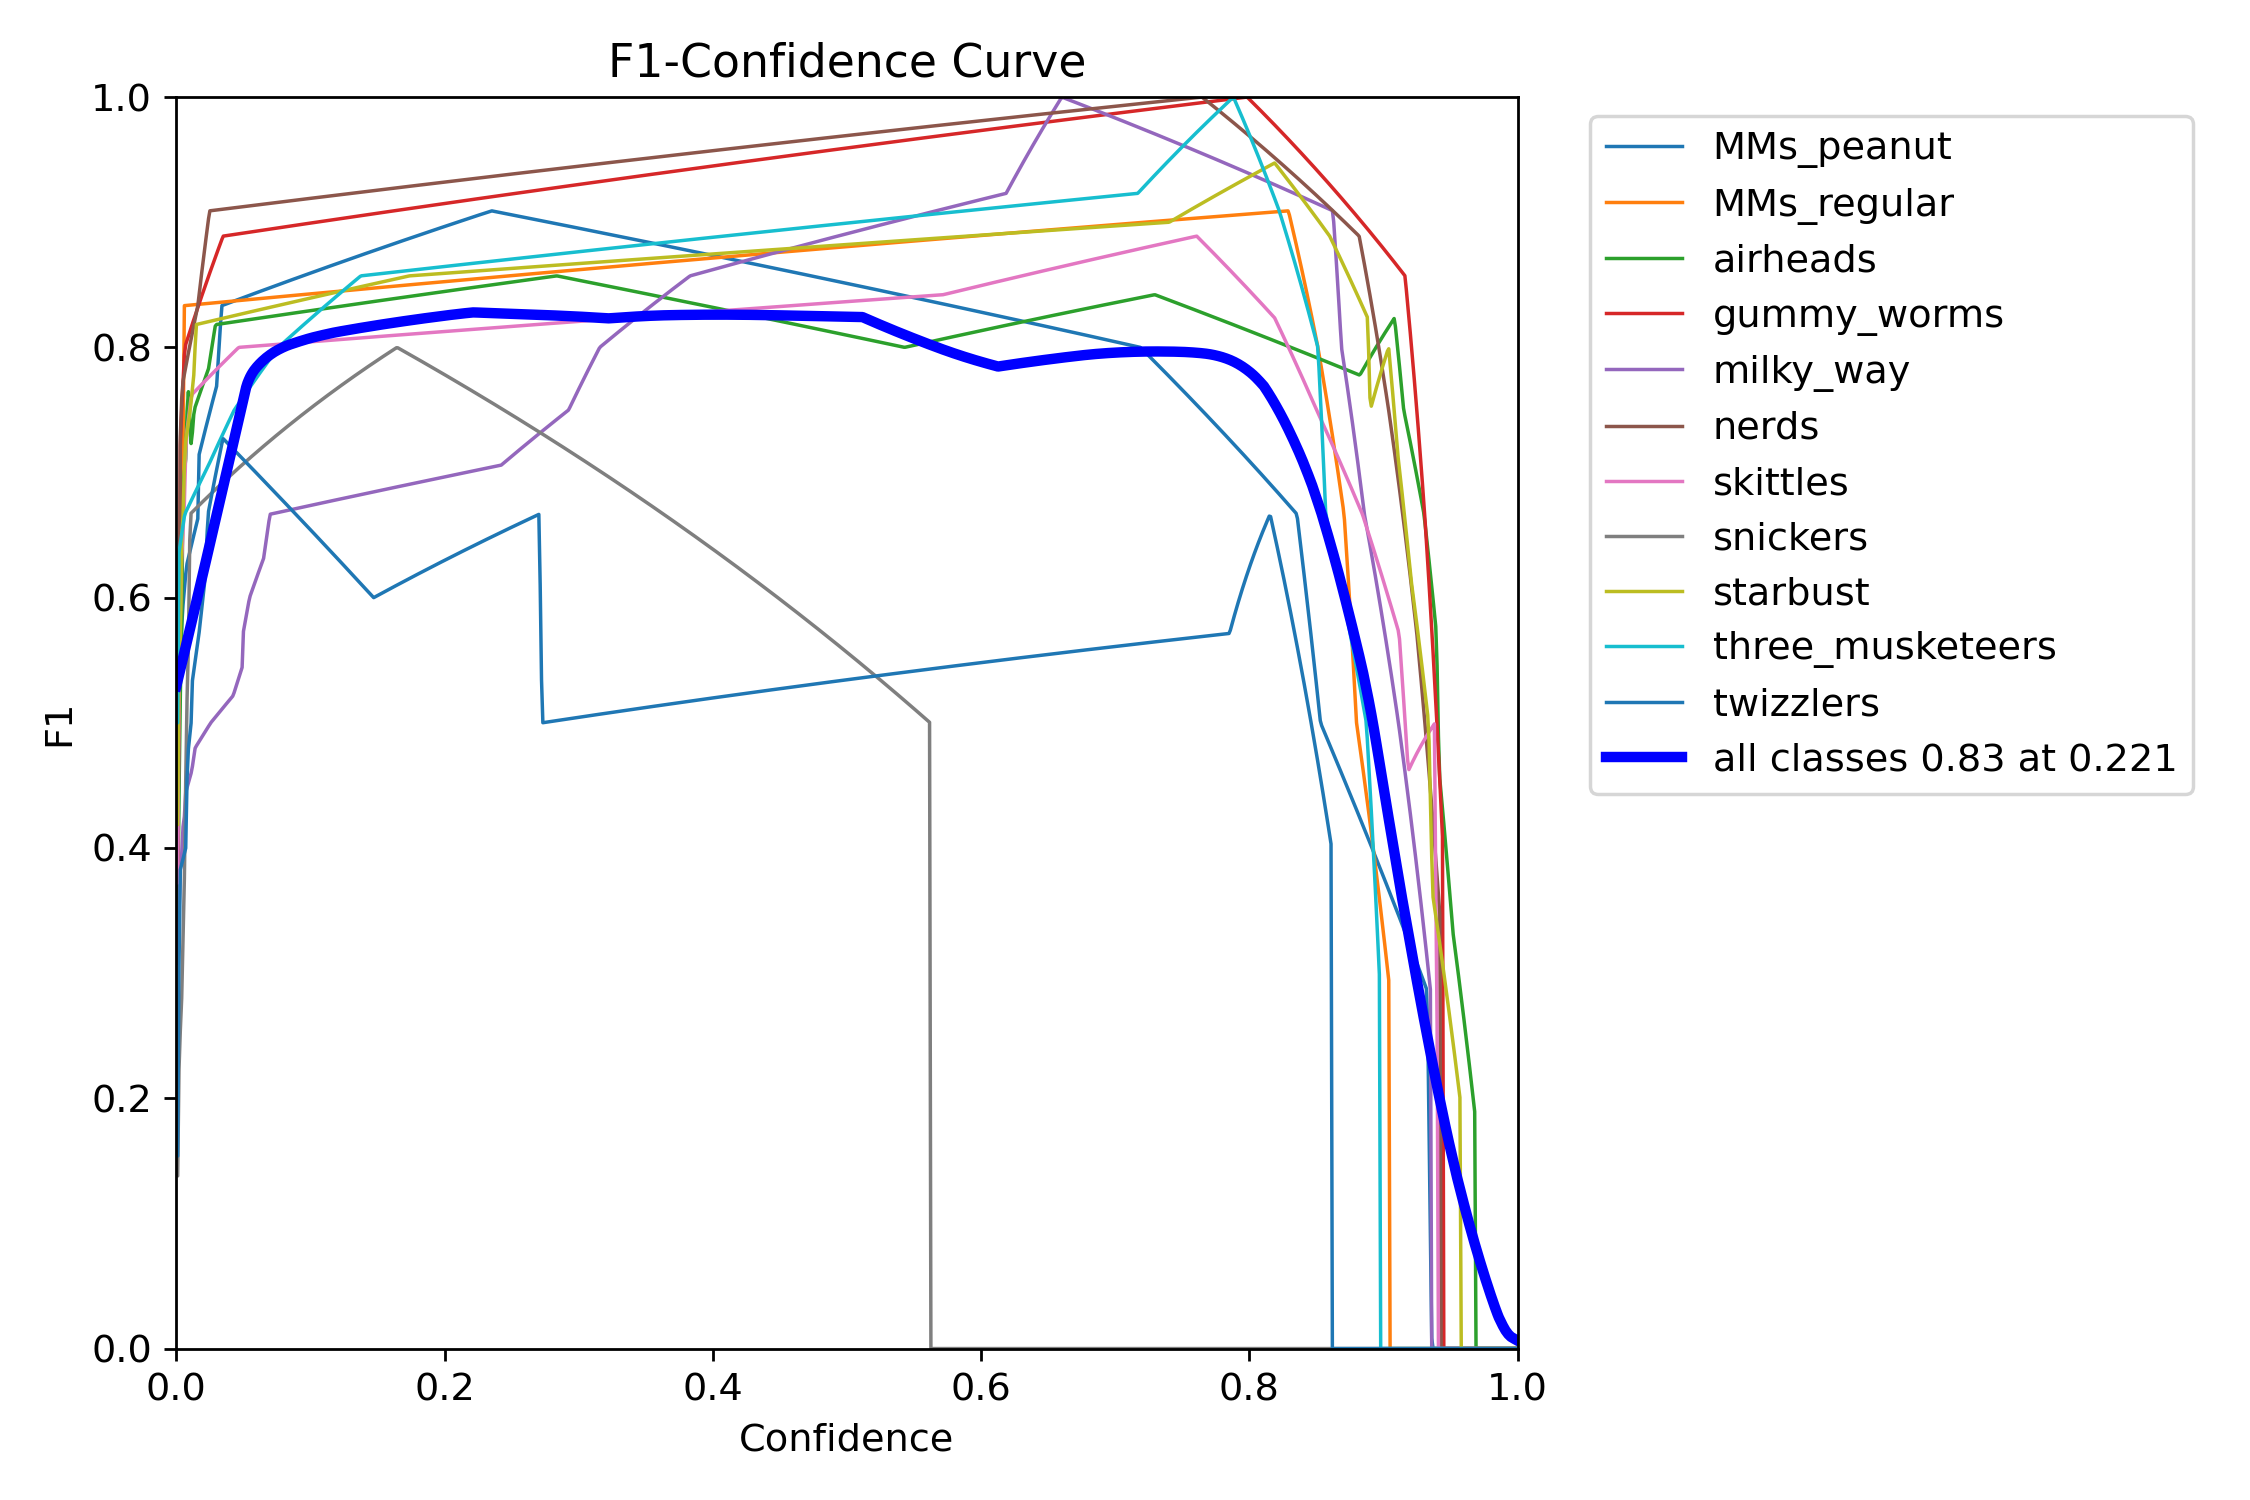 F1-Confidence Curve
1.0
0.8
0.6
0.4
0.2
0.0
F1
0.0 0.2 0.4 0.6 0.8 1.0
Confidence
MMs_peanut
MMs_regular
airheads
gummy_worms
milky_way
nerds
skittles
snickers
starbust
three_musketeers
twizzlers
all classes 0.83 at 0.221